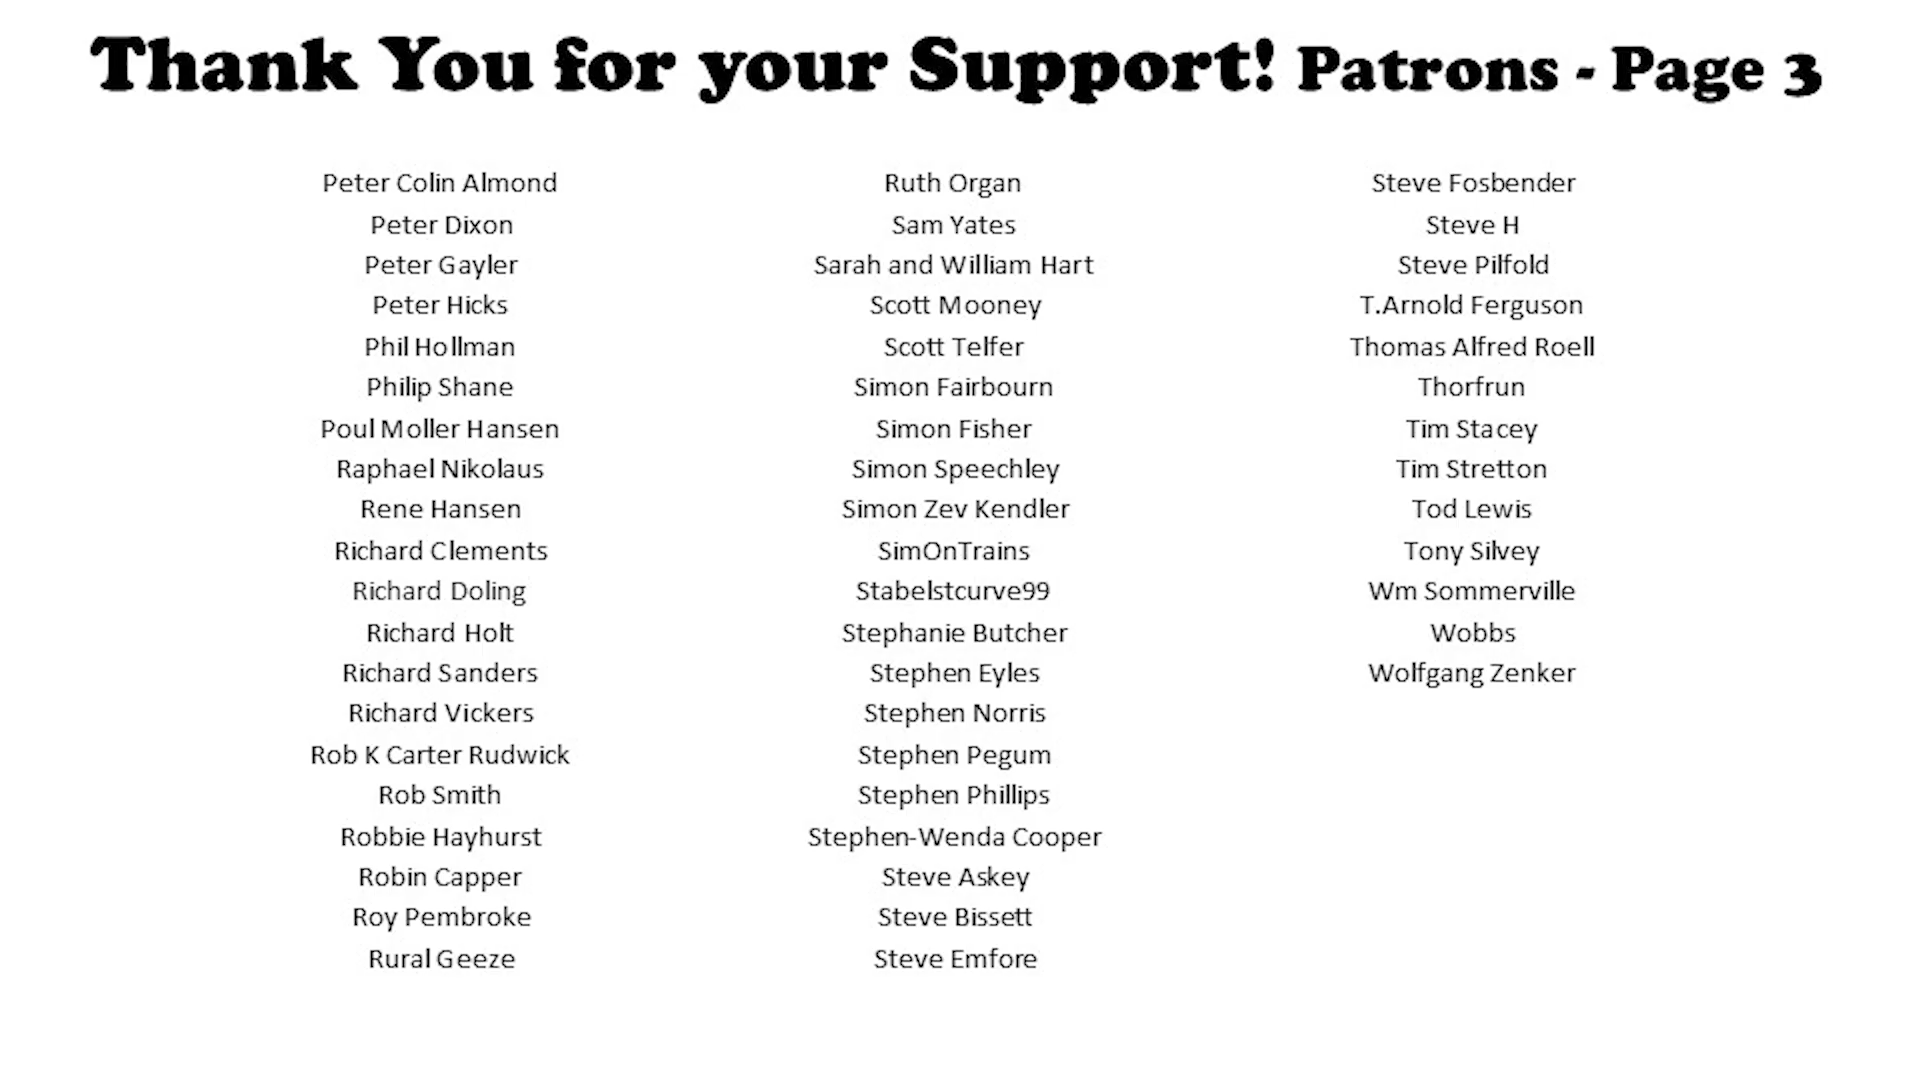 Thank You for your Support! Patrons - Page 3
Peter Colin Almond
Peter Dixon
Peter Gayler
Peter Hicks
Phil Hollman
Philip Shane
Poul Moller Hansen
Raphael Nikolaus
Rene Hansen
Richard Clements
Richard Doling
Richard Holt
Richard Sanders
Richard Vickers
Rob K Carter Rudwick
Rob Smith
Robbie Hayhurst
Robin Capper
Roy Pembroke
Rural Geeze
Ruth Organ
Sam Yates
Sarah and William Hart
Scott Mooney
Scott Telfer
Simon Fairbourn
Simon Fisher
Simon Speechley
Simon Zev Kendler
SimOnTrains
Stabelstcurve99
Stephanie Butcher
Stephen Eyles
Stephen Norris
Stephen Pegum
Stephen Phillips
Stephen-Wenda Cooper
Steve Askey
Steve Bissett
Steve Emfore
Steve Fosbender
Steve H
Steve Pilfold
T.Arnold Ferguson
Thomas Alfred Roell
Thorfrun
Tim Stacey
Tim Stretton
Tod Lewis
Tony Silvey
Wm Sommerville
Wobbs
Wolfgang Zenker